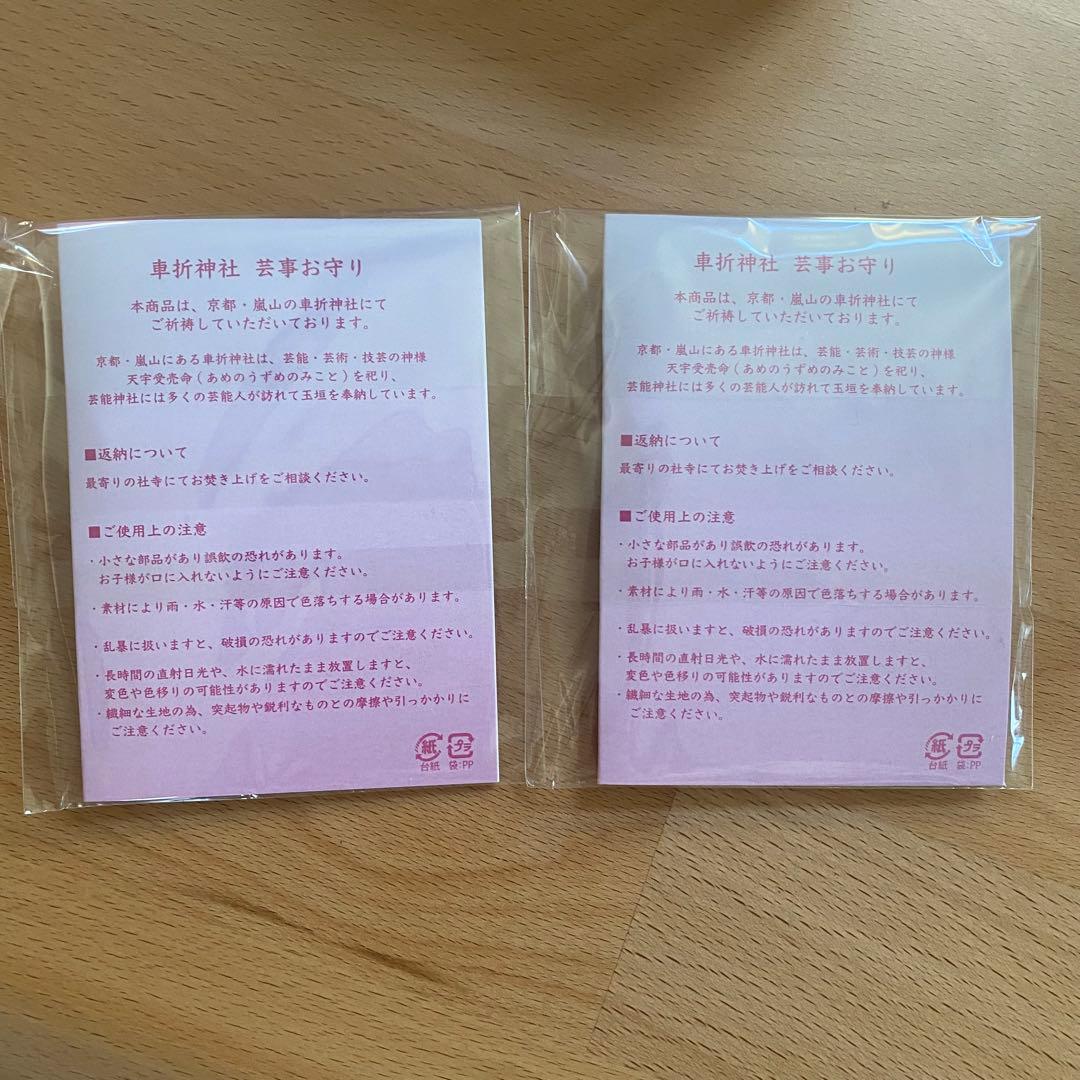 車折神社 芸事お守り
本商品は、京都・嵐山の車折神社にて
ご祈祷していただいております。
京都・嵐山にある車折神社は、芸能・芸術・技芸の神様
天宇受売命(あめのうずめのみこと)を祀り、
芸能神社には多くの芸能人が訪れて玉垣を奉納しています。
■返納について
最寄りの社寺にてお焚き上げをご相談ください。
■ご使用上の注意
・小さな部品があり誤飲の恐れがあります。
お子様が口に入れないようにご注意ください。
・素材により雨・水・汗等の原因で色落ちする場合があります。
・乱暴に扱いますと、破損の恐れがありますのでご注意ください。
・長時間の直射日光や、水に濡れたまま放置しますと、
変色や色移りの可能性がありますのでご注意ください。
・繊細な生地の為、突起物や鋭利なものとの摩擦や引っかかりに
ご注意ください。
紙 プラ
台紙 袋:PP
車折神社 芸事お守り
本商品は、京都・嵐山の車折神社にて
ご祈祷していただいております。
京都・嵐山にある車折神社は、芸能・芸術・技芸の神様
天宇受売命(あめのうずめのみこと)を祀り、
芸能神社には多くの芸能人が訪れて玉垣を奉納しています。
■返納について
最寄りの社寺にてお焚き上げをご相談ください。
■ご使用上の注意
・小さな部品があり誤飲の恐れがあります。
お子様が口に入れないようにご注意ください。
・素材により雨・水・汗等の原因で色落ちする場合があります。
・乱暴に扱いますと、破損の恐れがありますのでご注意ください。
・長時間の直射日光や、水に濡れたまま放置しますと、
変色や色移りの可能性がありますのでご注意ください。
・繊細な生地の為、突起物や鋭利なものとの摩擦や引っかかりに
ご注意ください。
紙 プラ
台紙 袋:PP